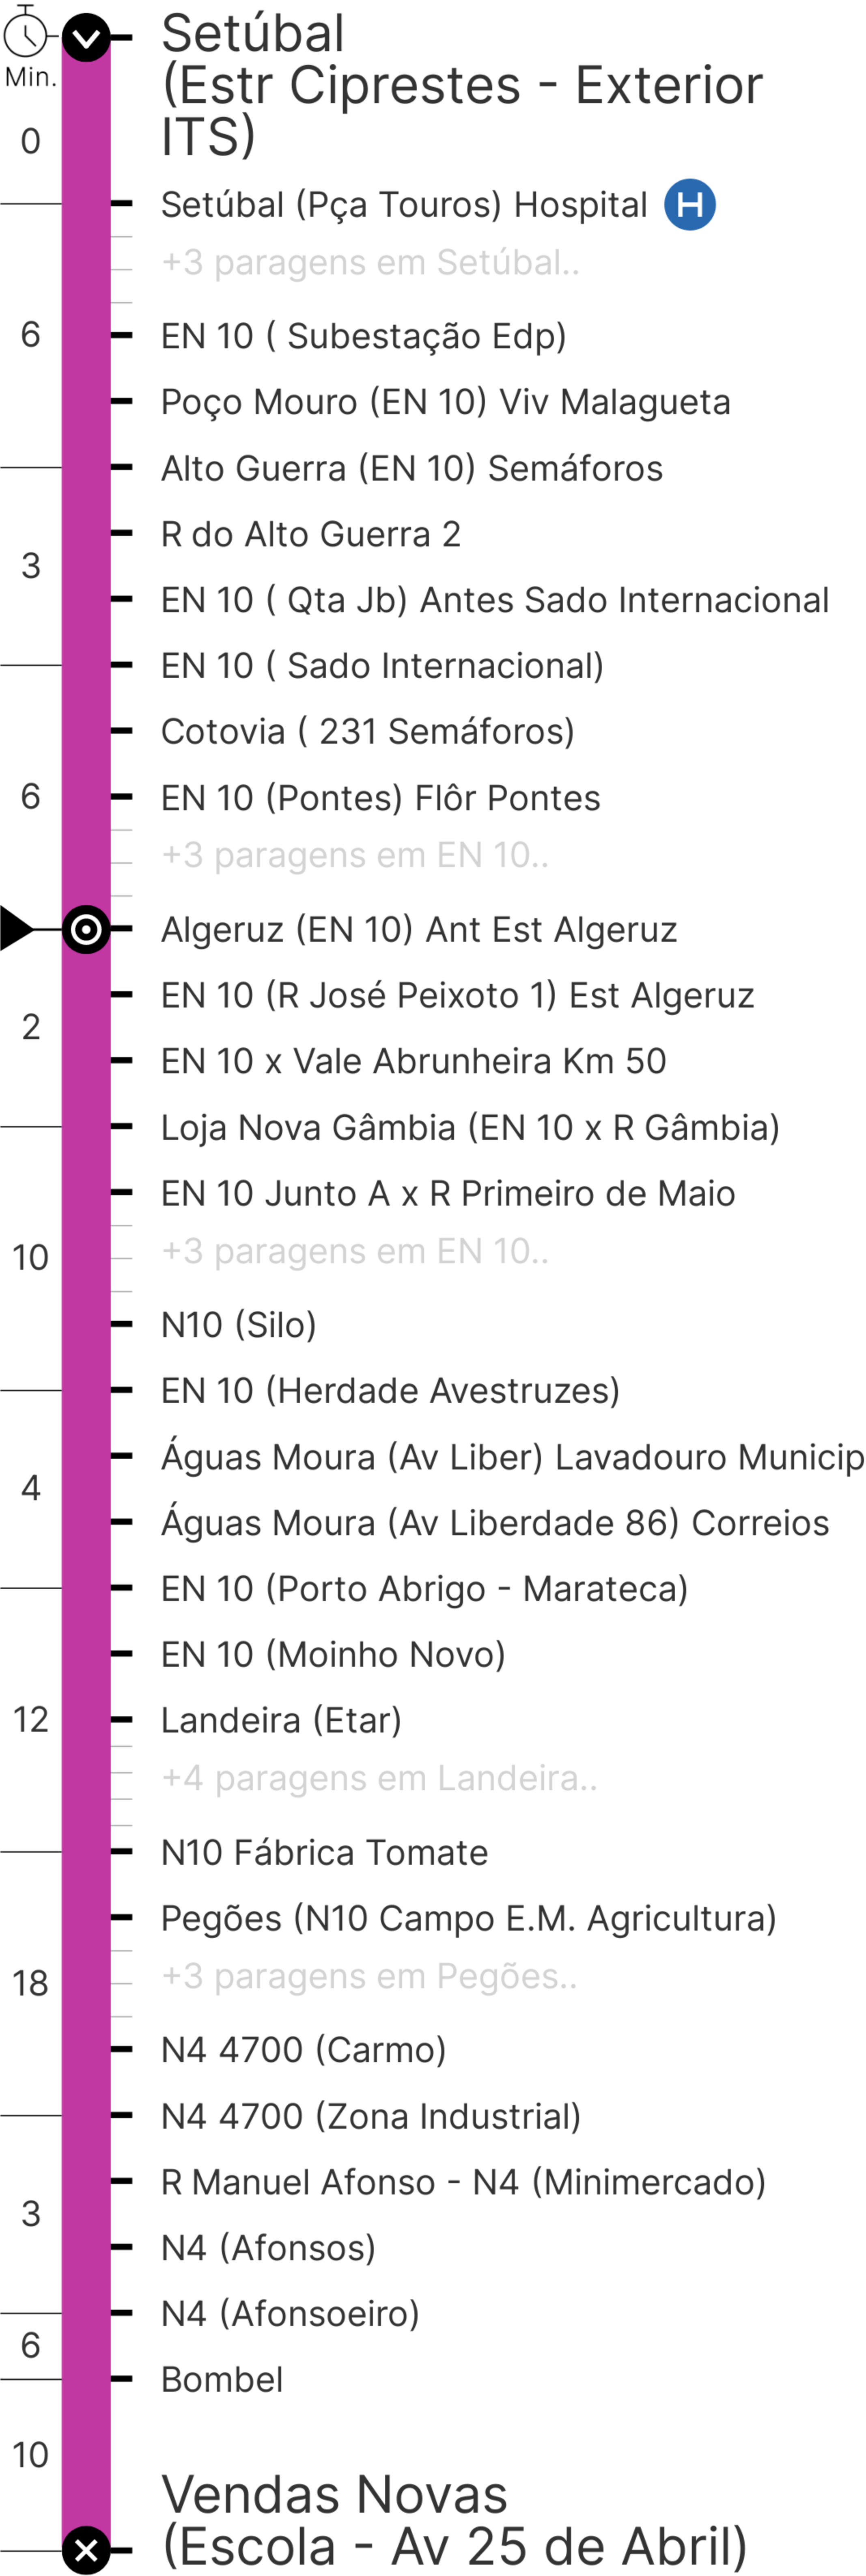 Min.
Setúbal
(Estr Ciprestes - Exterior
ITS)
0
Setúbal (Pça Touros) Hospital H
+3 paragens em Setúbal..
6
EN 10 ( Subestação Edp)
Poço Mouro (EN 10) Viv Malagueta
Alto Guerra (EN 10) Semáforos
R do Alto Guerra 2
3
EN 10 ( Qta Jb) Antes Sado Internacional
EN 10 ( Sado Internacional)
Cotovia ( 231 Semáforos)
6
EN 10 (Pontes) Flôr Pontes
+3 paragens em EN 10..
Algeruz (EN 10) Ant Est Algeruz
EN 10 (R José Peixoto 1) Est Algeruz
2
EN 10 x Vale Abrunheira Km 50
Loja Nova Gâmbia (EN 10 x R Gâmbia)
EN 10 Junto A x R Primeiro de Maio
+3 paragens em EN 10..
10
N10 (Silo)
EN 10 (Herdade Avestruzes)
Águas Moura (Av Liber) Lavadouro Municip
4
Águas Moura (Av Liberdade 86) Correios
EN 10 (Porto Abrigo - Marateca)
EN 10 (Moinho Novo)
12
Landeira (Etar)
+4 paragens em Landeira..
N10 Fábrica Tomate
Pegões (N10 Campo E.M. Agricultura)
+3 paragens em Pegões..
18
N4 4700 (Carmo)
N4 4700 (Zona Industrial)
R Manuel Afonso - N4 (Minimercado)
3
N4 (Afonsos)
N4 (Afonsoeiro)
6
Bombel
10
Vendas Novas
(Escola - Av 25 de Abril)